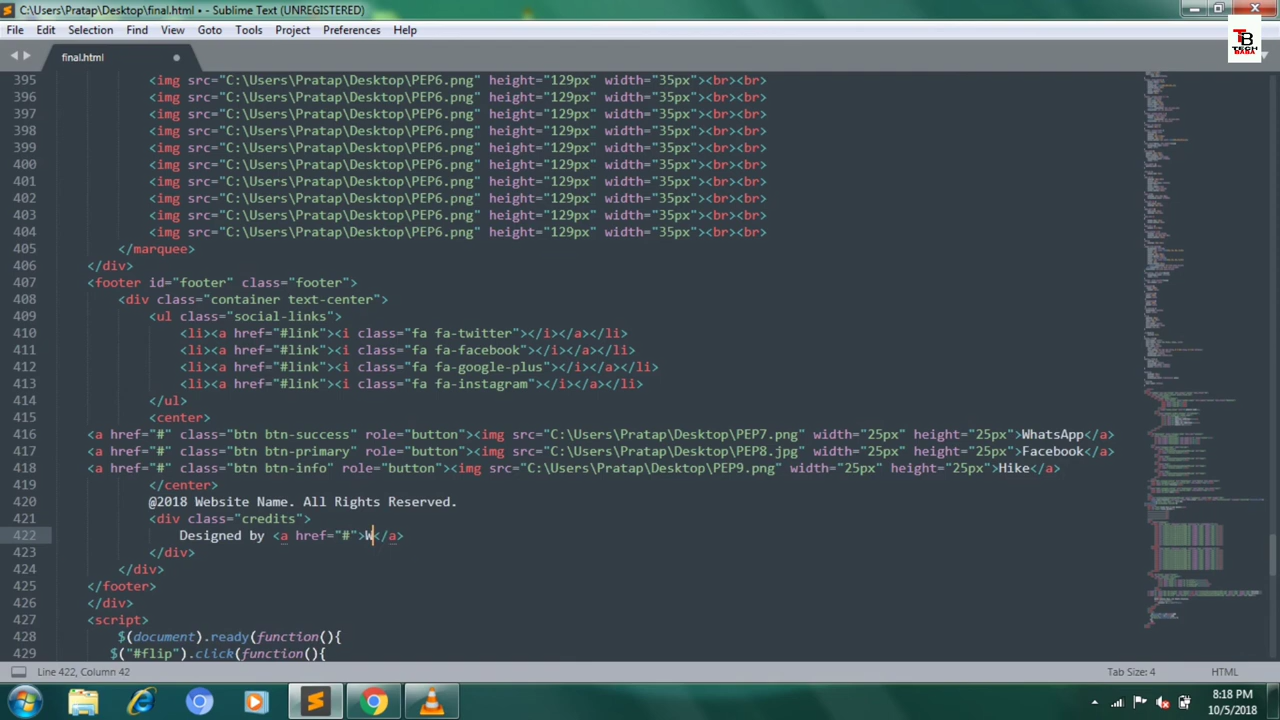 C:\Users\Pratap\Desktop\final.html • - Sublime Text (UNREGISTERED)
File Edit Selection Find View Goto Tools Project Preferences Help
TB
TECH
BABA
final.html
395 <img src="C:\Users\Pratap\Desktop\PEP6.png" height="129px" width="35px"><br><br>
396 <img src="C:\Users\Pratap\Desktop\PEP6.png" height="129px" width="35px"><br><br>
397 <img src="C:\Users\Pratap\Desktop\PEP6.png" height="129px" width="35px"><br><br>
398 <img src="C:\Users\Pratap\Desktop\PEP6.png" height="129px" width="35px"><br><br>
399 <img src="C:\Users\Pratap\Desktop\PEP6.png" height="129px" width="35px"><br><br>
400 <img src="C:\Users\Pratap\Desktop\PEP6.png" height="129px" width="35px"><br><br>
401 <img src="C:\Users\Pratap\Desktop\PEP6.png" height="129px" width="35px"><br><br>
402 <img src="C:\Users\Pratap\Desktop\PEP6.png" height="129px" width="35px"><br><br>
403 <img src="C:\Users\Pratap\Desktop\PEP6.png" height="129px" width="35px"><br><br>
404 <img src="C:\Users\Pratap\Desktop\PEP6.png" height="129px" width="35px"><br><br>
405 </marquee>
406 </div>
407 <footer id="footer" class="footer">
408 <div class="container text-center">
409 <ul class="social-links">
410 <li><a href="#link"><i class="fa fa-twitter"></i></a></li>
411 <li><a href="#link"><i class="fa fa-facebook"></i></a></li>
412 <li><a href="#link"><i class="fa fa-google-plus"></i></a></li>
413 <li><a href="#link"><i class="fa fa-instagram"></i></a></li>
414 </ul>
415 <center>
416 <a href="#" class="btn btn-sucess" role="button"><img src="C:\Users\Pratap\Desktop\PEP7.png" width="25px" height="25px">WhatsApp</a>
417 <a href="#" class="btn btn-primary" role="button"><img src="C:\Users\Pratap\Desktop\PEP8.jpg" width="25px" height="25px">Facebook</a>
418 <a href="#" class="btn btn-info" role="button"><img src="C:\Users\Pratap\Desktop\PEP9.png" width="25px" height="25px">Hike</a>
419 </center>
420 @2018 Website Name. All Rights Reserved.
421 <div class="credits">
422 Designed by <a href="#">W</a>
423 </div>
424 </div>
425 </footer>
426 </div>
427 <script>
428 $(document).ready(function(){
429 $("#flip").click(function(){
Line 422, Column 42 Tab Size: 4 HTML
8:18 PM
10/5/2018